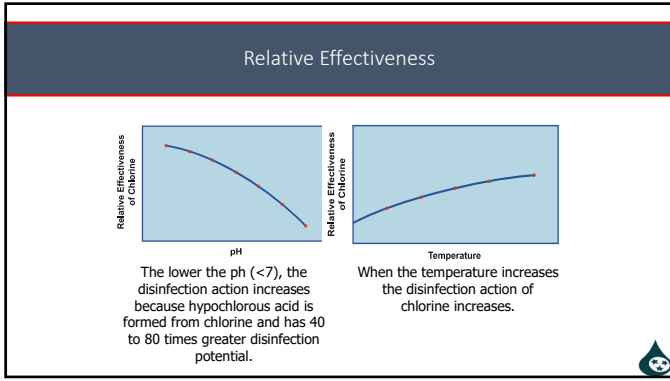 Relative Effectiveness
Relative Effectiveness
of Chlorine
pH
The lower the ph (<7), the
disinfection action increases
because hypochlorous acid is
formed from chlorine and has 40
to 80 times greater disinfection
potential.
Relative Effectiveness
of Chlorine
Temperature
When the temperature increases
the disinfection action of
chlorine increases.